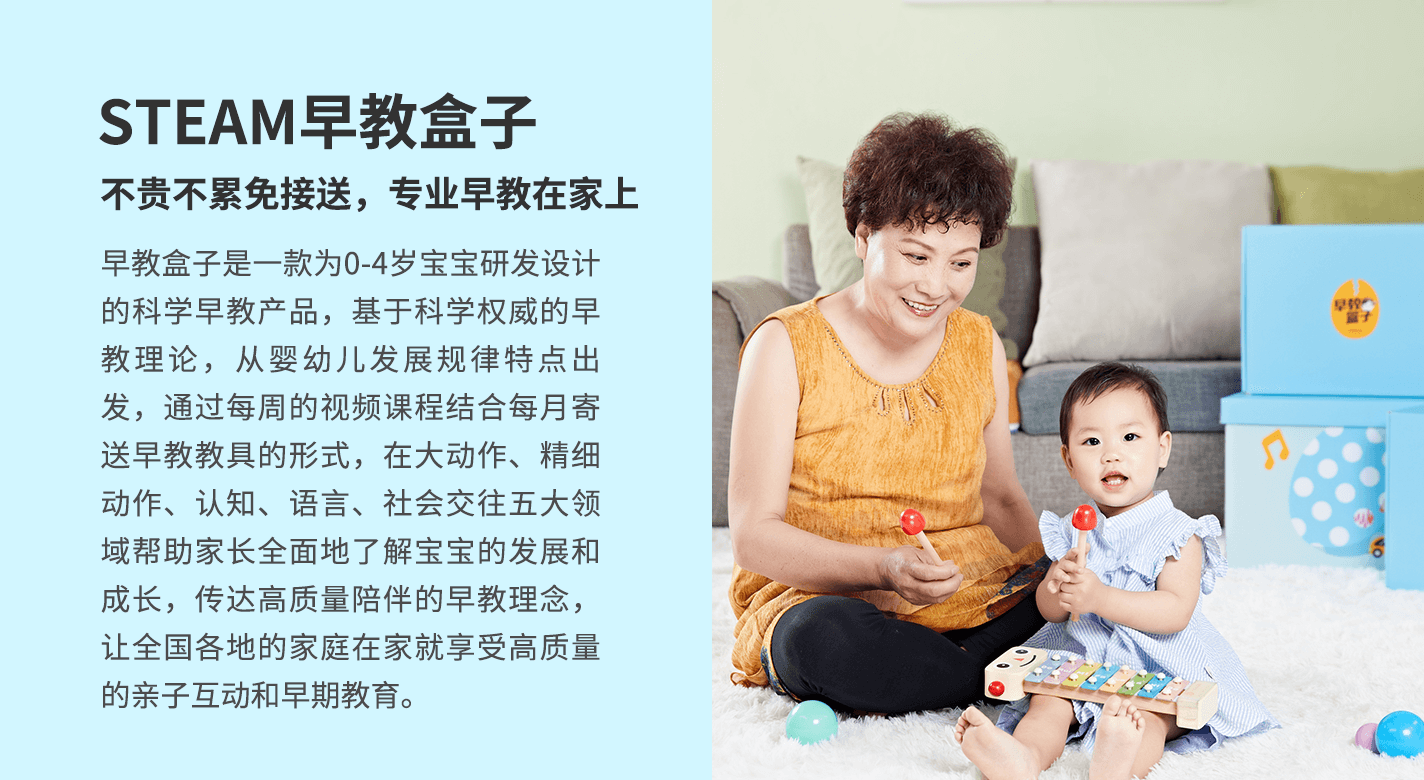 STEAM早教盒子
不贵不累免接送，专业早教在家上
早教盒子是一款为0-4岁宝宝研发设计
的科学早教产品，基于科学权威的早
教理论，从婴幼儿发展规律特点出
发，通过每周的视频课程结合每月寄
送早教教具的形式，在大动作、精细
动作、认知、语言、社会交往五大领
域帮助家长全面地了解宝宝的发展和
成长，传达高质量陪伴的早教理念，
让全国各地的家庭在家就享受高质量
的亲子互动和早期教育。
早教
盒子